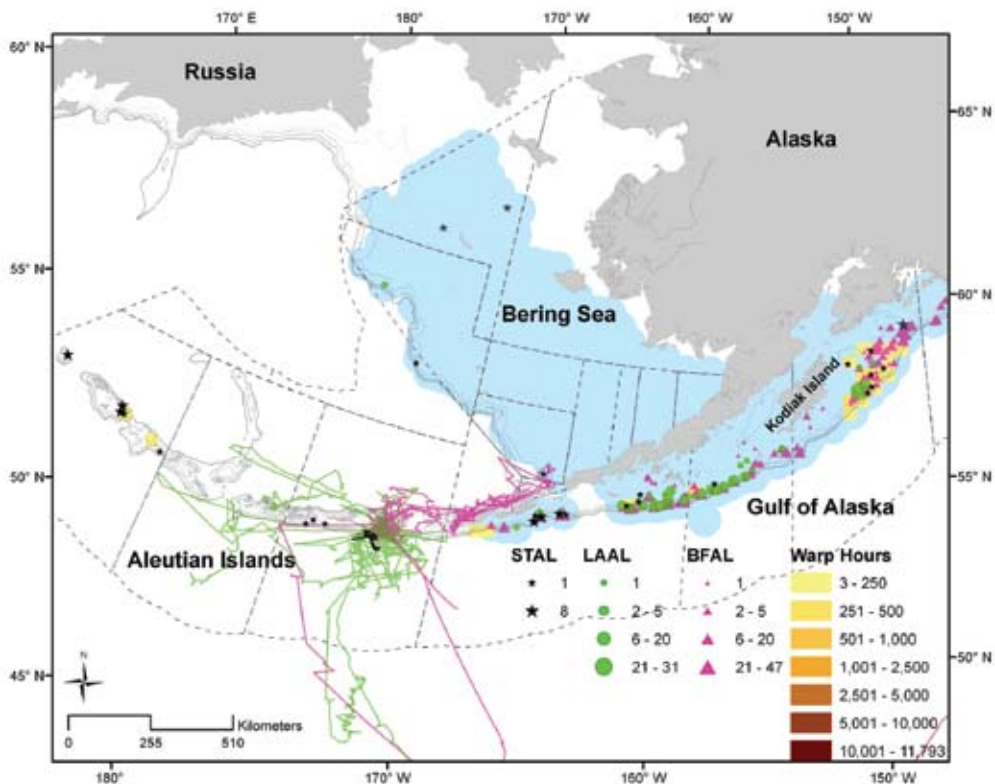 170° E 180° 170° W 160° W 150° W
60° N
Russia
65° N
Alaska
55° N
60° N
Bering Sea
Kodiak Island
50° N
55° N
Gulf of Alaska
Aleutian Islands
STAL LAAL BFAL Warp Hours
1 1 1 3 - 250
8 2 - 5 2 - 5 251 - 500
6 - 20 6 - 20 501 - 1,000
21 - 31 21 - 47 1,001 - 2,500
2,501 - 5,000
5,001 - 10,000
10,001 - 11,793
50° N
45° N
N
Kilometers
0 255 510
180° 170° W 160° W 150° W